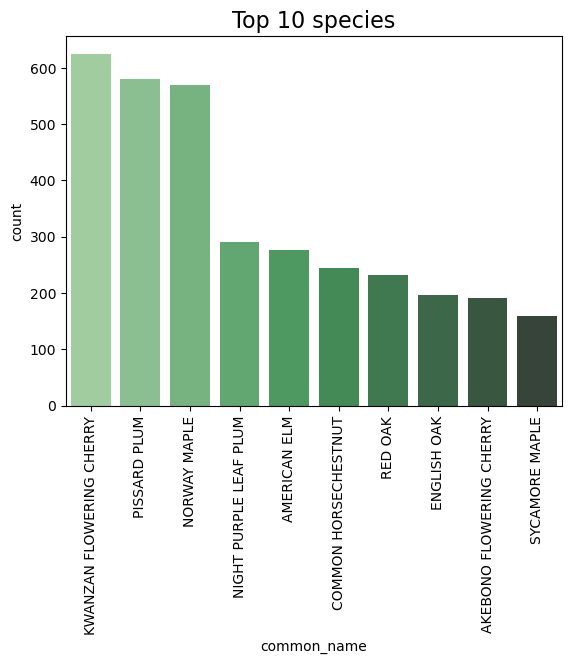 Top 10 species
count
600
500
400
300
200
100
0
KWANZAN FLOWERING CHERRY
PISSARD PLUM
NORWAY MAPLE
NIGHT PURPLE LEAF PLUM
AMERICAN ELM
COMMON HORSECHESTNUT
RED OAK
ENGLISH OAK
AKEBONO FLOWERING CHERRY
SYCAMORE MAPLE
common_name